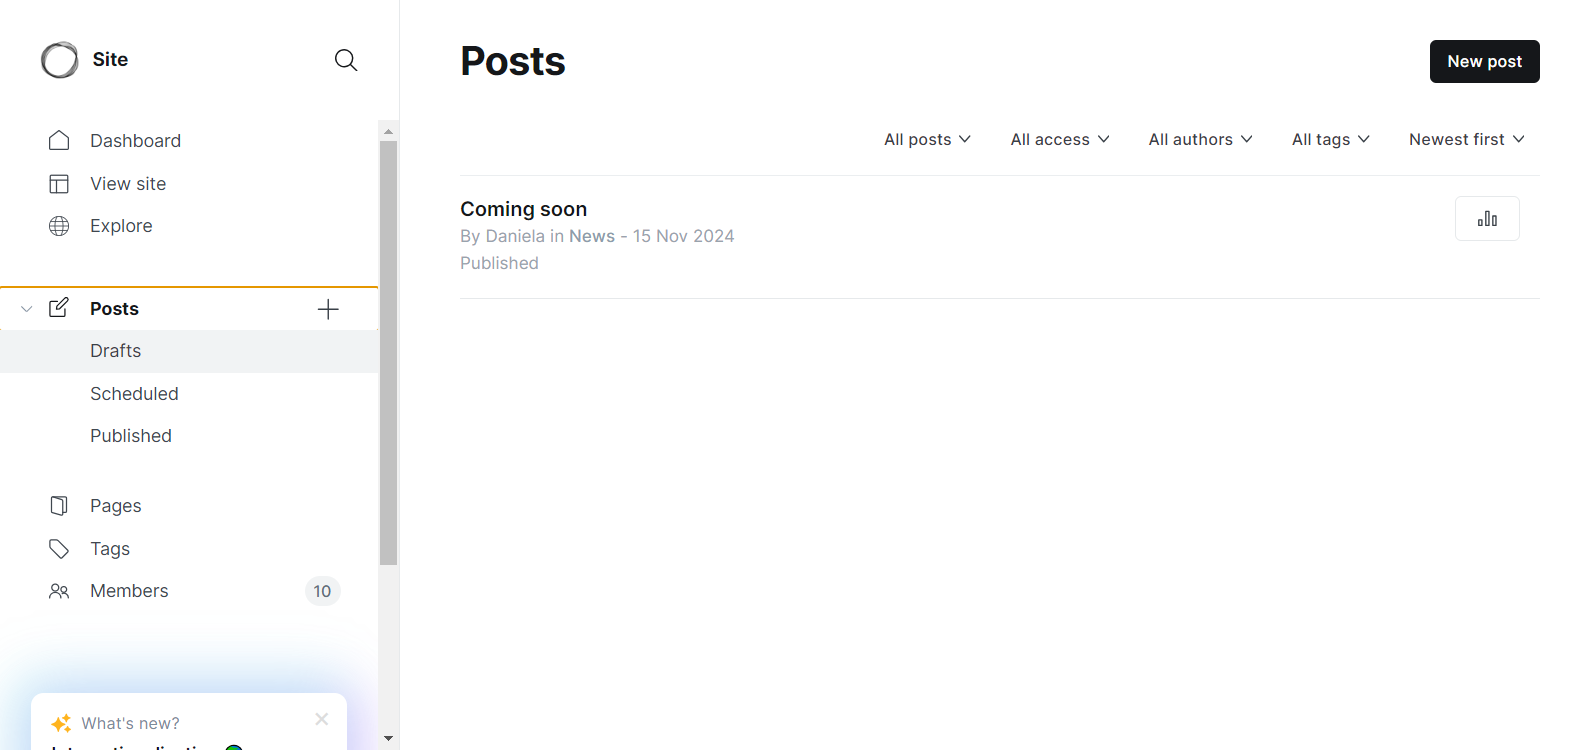 Site
Dashboard
View site
Explore
Posts
Drafts
Scheduled
Published
Pages
Tags
Members 10
What's new?
Posts
New post
All posts All access All authors All tags Newest first
Coming soon
By Daniela in News - 15 Nov 2024
Published